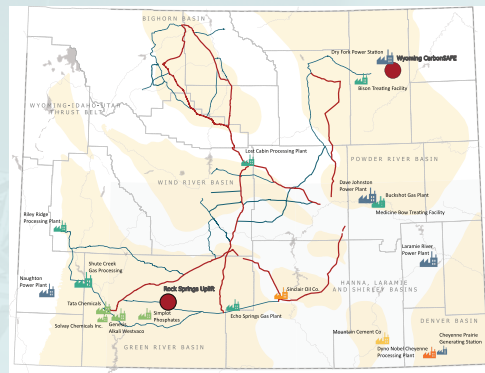 BIGHORN BASIN
Dry Fork Power Station
Wyoming CarbonSAFE
Bison Treating Facility
WYOMING-IDAHO-UTAH
THRUST BELT
Lost Cabin Processing Plant
POWDER RIVER BASIN
WIND RIVER BASIN
Dave Johnston
Power Plant
Buckshot Gas Plant
Medicine Bow Treating Facility
Riley Ridge
Processing Plant
Laramie River
Power Plant
Shute Creek
Gas Processing
Naughton
Power Plant
Rock Springs Uplift
Sinclair Oil Co.
HANNA, LARAMIE
AND SHIRLEY BASINS
Tata Chemicals
Simplot
Phosphates
Echo Springs Gas Plant
Solvay Chemicals Inc.
Genesis
Alkali Westvaco
DENVER BASIN
Mountain Cement Co
Cheyenne Prairie
Generating Station
Dyno Nobel Cheyenne
Processing Plant
GREEN RIVER BASIN